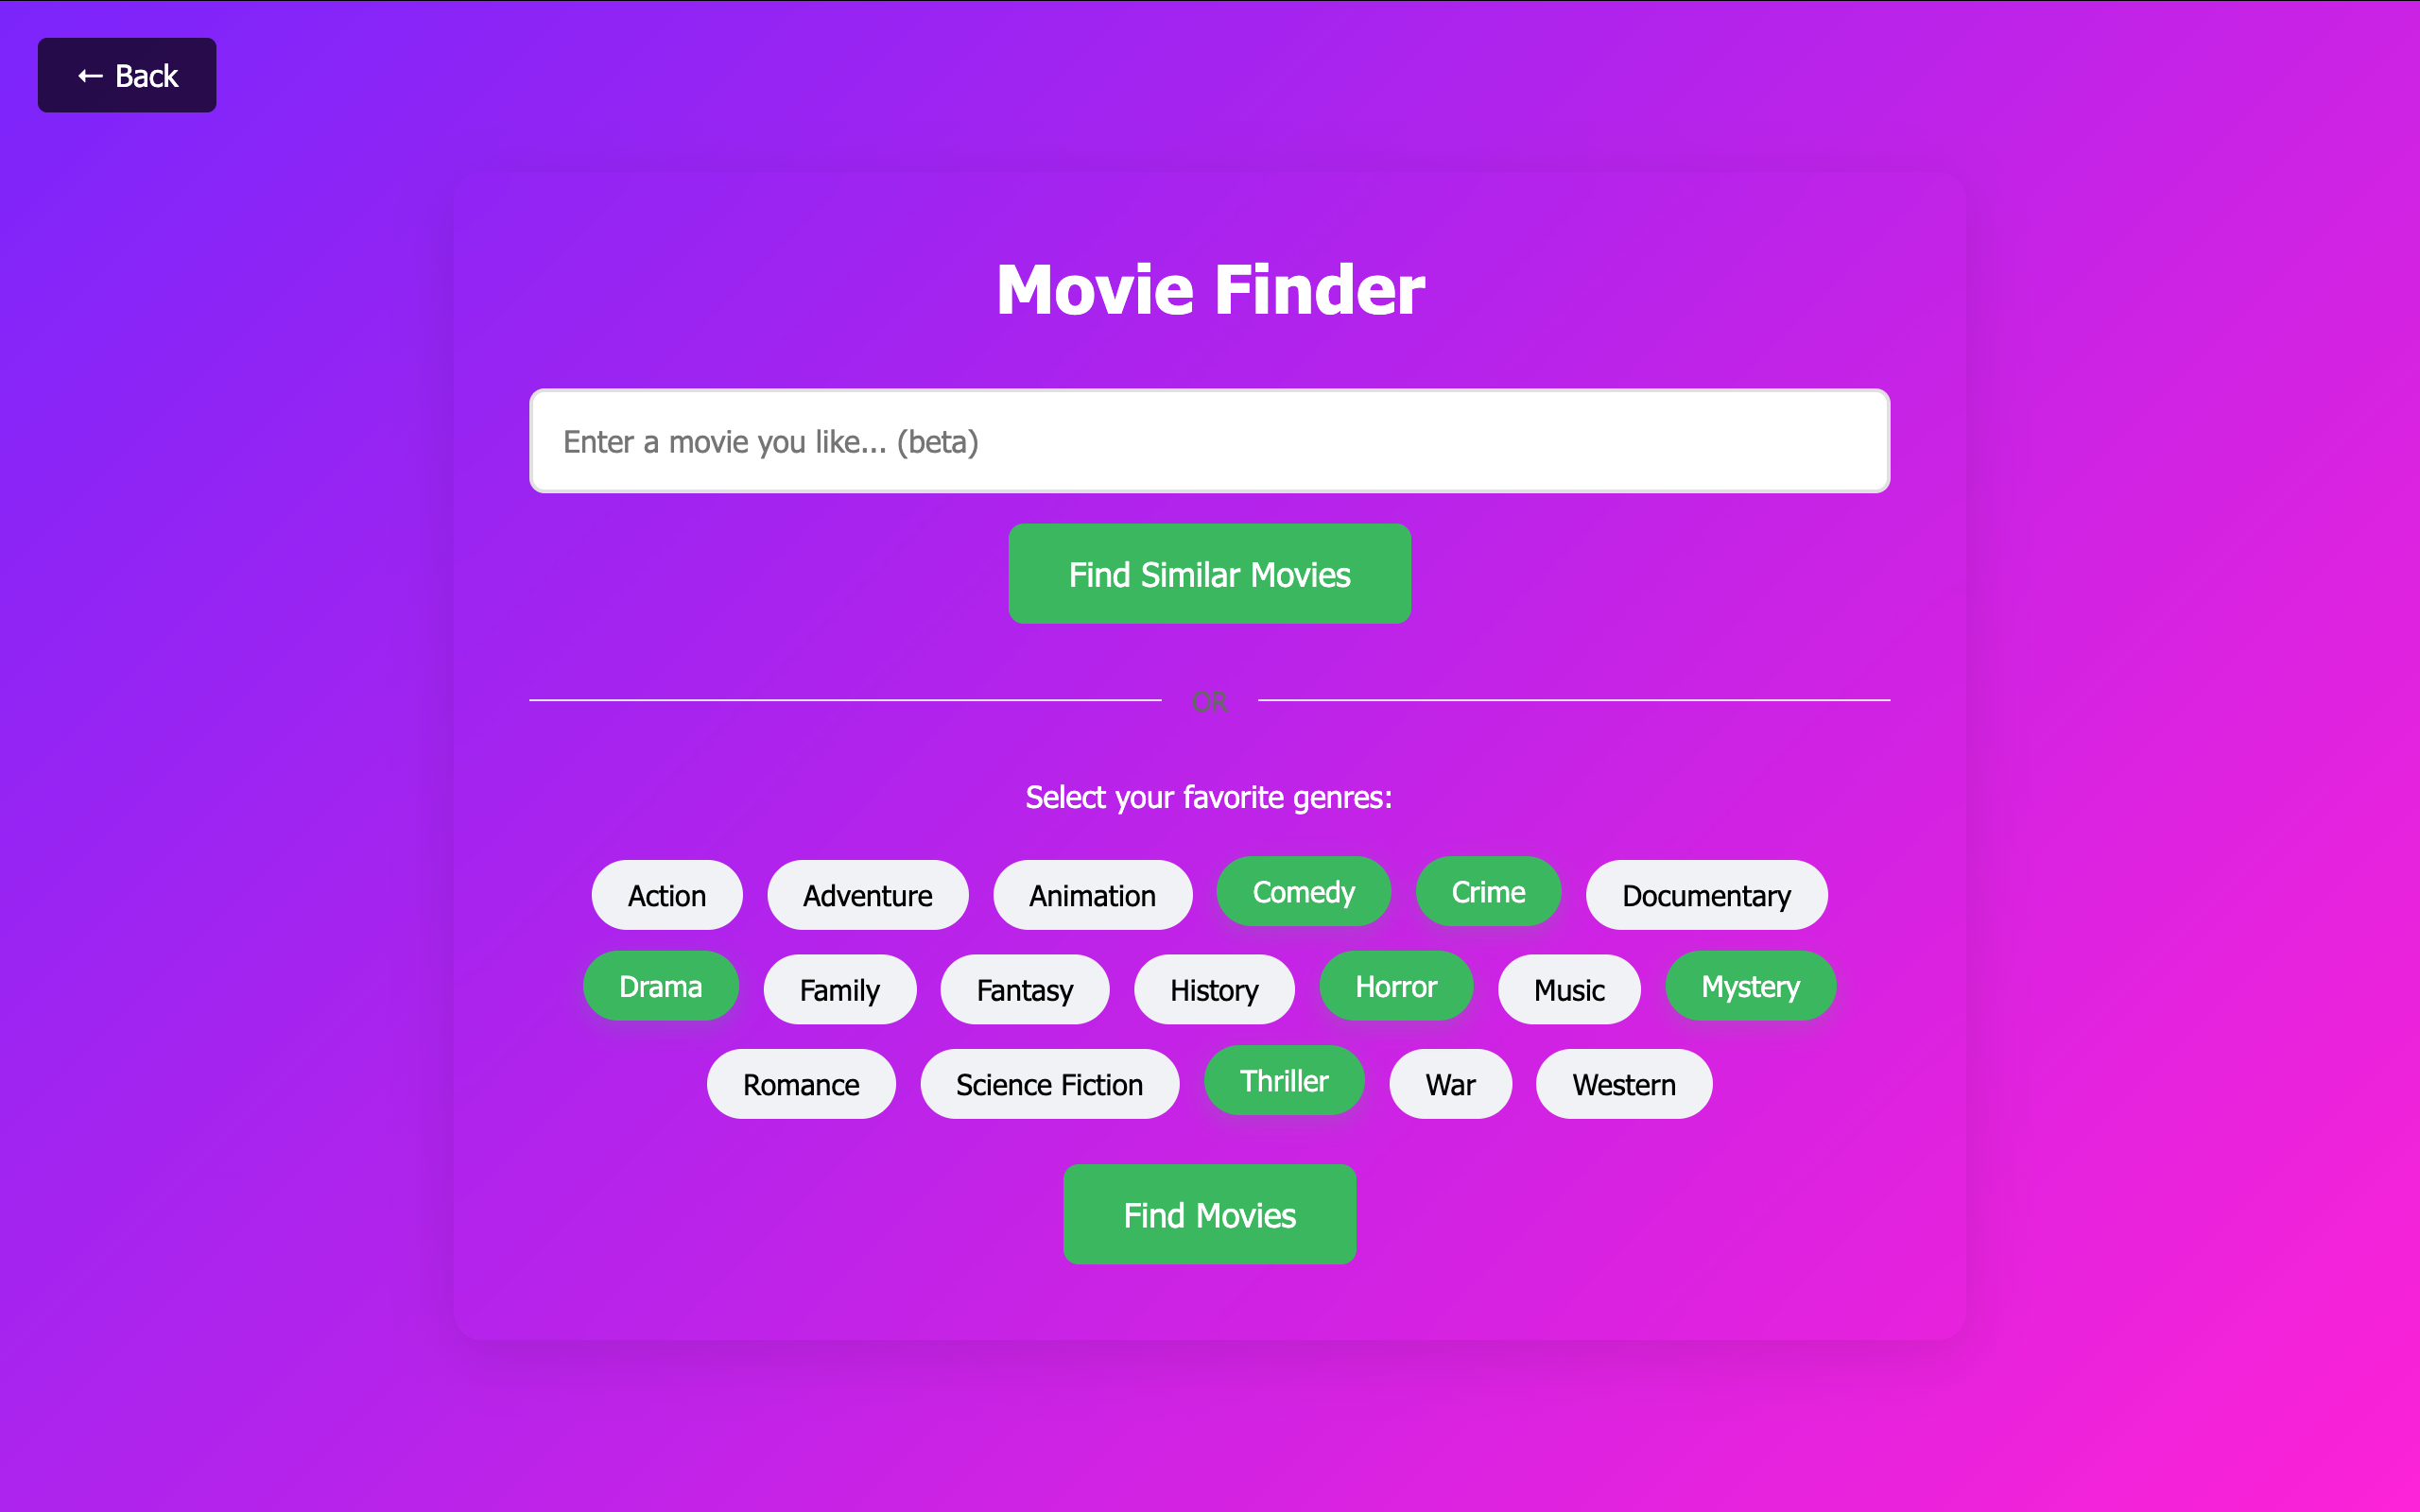 ← Back
Movie Finder
Enter a movie you like... (beta)
Find Similar Movies
OR
Select your favorite genres:
Action Adventure Animation Comedy Crime Documentary
Drama Family Fantasy History Horror Music Mystery
Romance Science Fiction Thriller War Western
Find Movies